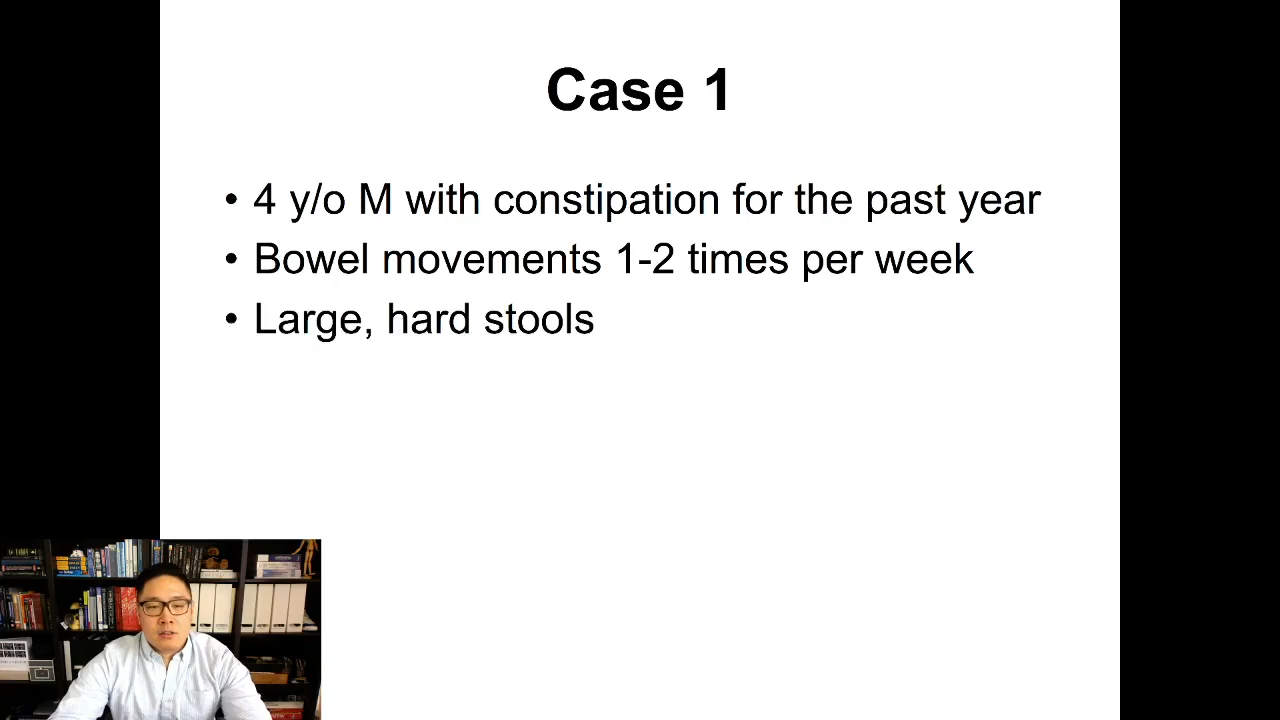 Case 1
• 4 y/o M with constipation for the past year
• Bowel movements 1-2 times per week
• Large, hard stools